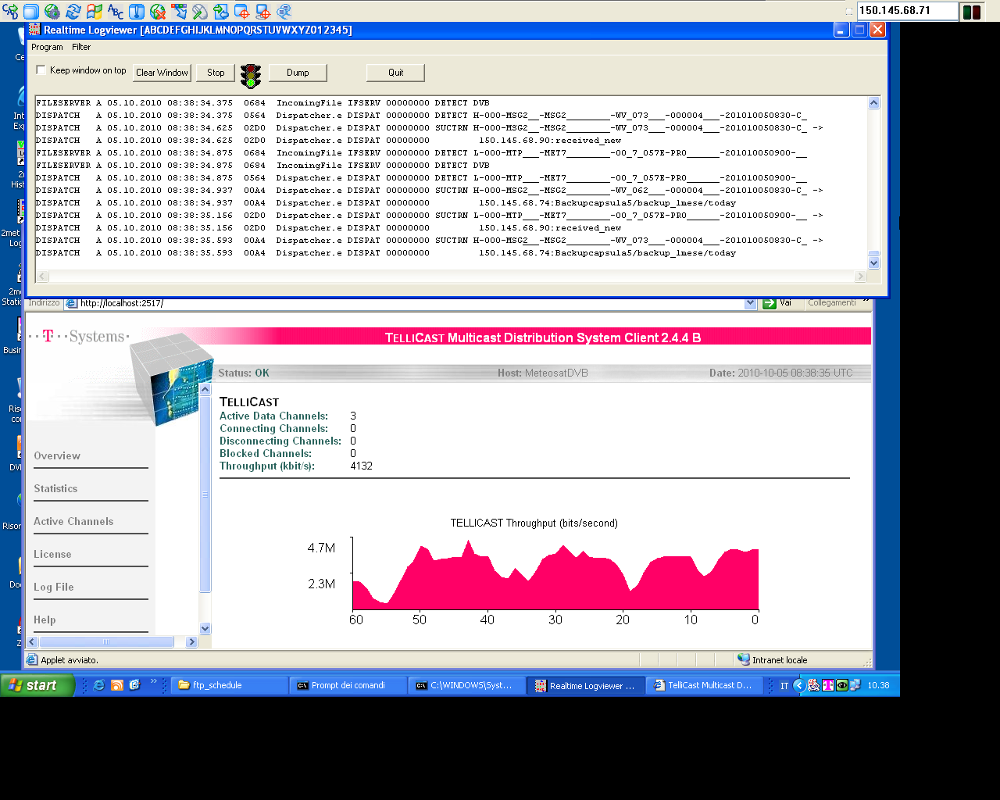 150.145.68.71
Realtime Logviewer [ABCDEFGHIJKLMNOPQRSTUVWXYZ012345]
Program Filter
Keep window on top Clear Window Stop Dump Quit
FILESERVER A 05.10.2010 08:38:34.375 0684 IncomingFile IFSERV 00000000 DETECT DVB
DISPATCH A 05.10.2010 08:38:34.375 0564 Dispatcher.e DISPAT 00000000 DETECT H-000-MSG2__-MSG2________-WV_073___-000004___-201010050830-C_
DISPATCH A 05.10.2010 08:38:34.625 02D0 Dispatcher.e DISPAT 00000000 SUCTRN H-000-MSG2__-MSG2________-WV_073___-000004___-201010050830-C_ ->
DISPATCH A 05.10.2010 08:38:34.625 02D0 Dispatcher.e DISPAT 00000000 150.145.68.90:received_new
FILESERVER A 05.10.2010 08:38:34.875 0684 IncomingFile IFSERV 00000000 DETECT L-000-MTP___-MET7________-00_7_057E-PRO______-201010050900-__
FILESERVER A 05.10.2010 08:38:34.875 0684 IncomingFile IFSERV 00000000 DETECT DVB
DISPATCH A 05.10.2010 08:38:34.875 0564 Dispatcher.e DISPAT 00000000 DETECT L-000-MTP___-MET7________-00_7_057E-PRO______-201010050900-__
DISPATCH A 05.10.2010 08:38:34.937 00A4 Dispatcher.e DISPAT 00000000 SUCTRN H-000-MSG2__-MSG2________-WV_062___-000004___-201010050830-C_ ->
DISPATCH A 05.10.2010 08:38:34.937 00A4 Dispatcher.e DISPAT 00000000 150.145.68.74:Backupcapsula5/backup_lmese/today
DISPATCH A 05.10.2010 08:38:35.156 02D0 Dispatcher.e DISPAT 00000000 SUCTRN L-000-MTP___-MET7________-00_7_057E-PRO______-201010050900-__ ->
DISPATCH A 05.10.2010 08:38:35.156 02D0 Dispatcher.e DISPAT 00000000 150.145.68.90:received_new
DISPATCH A 05.10.2010 08:38:35.593 00A4 Dispatcher.e DISPAT 00000000 SUCTRN H-000-MSG2__-MSG2________-WV_073___-000004___-201010050830-C_ ->
DISPATCH A 05.10.2010 08:38:35.593 00A4 Dispatcher.e DISPAT 00000000 150.145.68.74:Backupcapsula5/backup_lmese/today
Indirizzo http://localhost:2517/ Vai Collegamenti
··T··Systems·
TELLICAST Multicast Distribution System Client 2.4.4 B
Status: OK Host: MeteosatDVB Date: 2010-10-05 08:38:35 UTC
TELLICAST
Active Data Channels: 3
Connecting Channels: 0
Disconnecting Channels: 0
Blocked Channels: 0
Throughput (kbit/s): 4132
Overview
Statistics
Active Channels
License
Log File
Help
TELLICAST Throughput (bits/second)
4.7M
2.3M
60 50 40 30 20 10 0
Applet avviato. Intranet locale
start ftp_schedule Prompt dei comandi C:\WINDOWS\Syst... Realtime Logviewer ... TelliCast Multicast D... IT 10.38